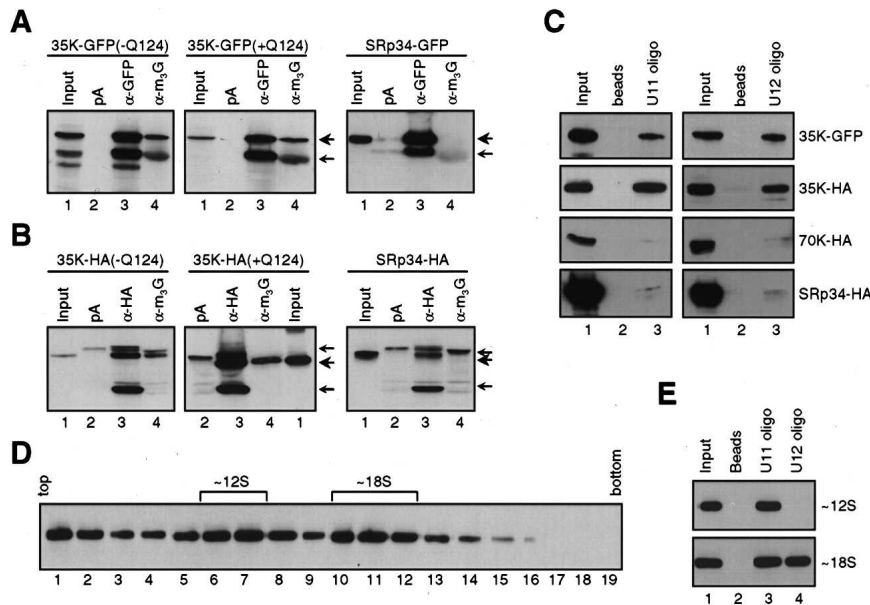 A
35K-GFP(-Q124)
35K-GFP(+Q124)
SRp34-GFP
Input
pA
α-GFP
α-m3G
Input
pA
α-GFP
α-m3G
Input
pA
α-GFP
α-m3G
1 2 3 4
1 2 3 4
1 2 3 4
B
35K-HA(-Q124)
35K-HA(+Q124)
SRp34-HA
Input
pA
α-HA
α-m3G
pA
α-HA
α-m3G
Input
Input
pA
α-HA
α-m3G
1 2 3 4
2 3 4 1
1 2 3 4
C
Input
beads
U11 oligo
Input
beads
U12 oligo
35K-GFP
35K-HA
70K-HA
SRp34-HA
1 2 3
1 2 3
D
top
~12S
~18S
bottom
1 2 3 4 5 6 7 8 9 10 11 12 13 14 15 16 17 18 19
E
Input
Beads
U11 oligo
U12 oligo
~12S
~18S
1 2 3 4